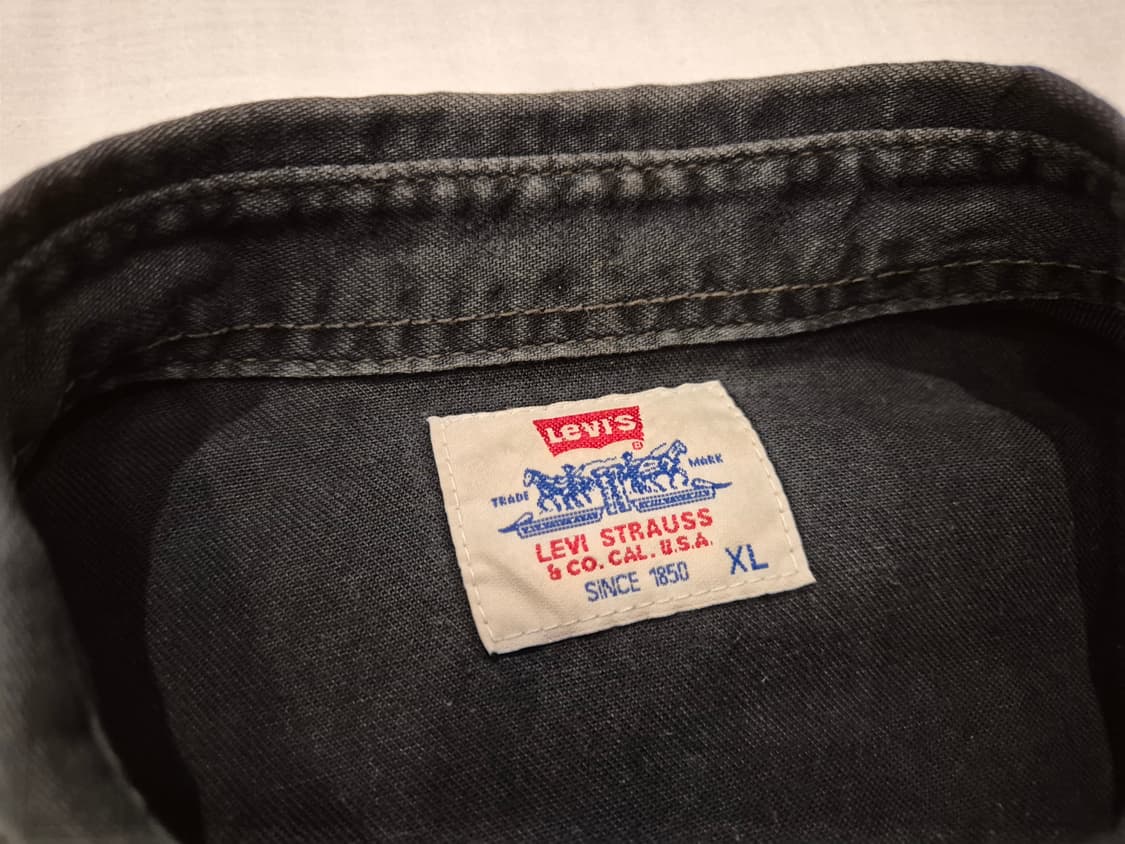 LEVI'S
®
TRADE MARK
LEVI STRAUSS
& CO. CAL. U.S.A.
SINCE 1850 XL